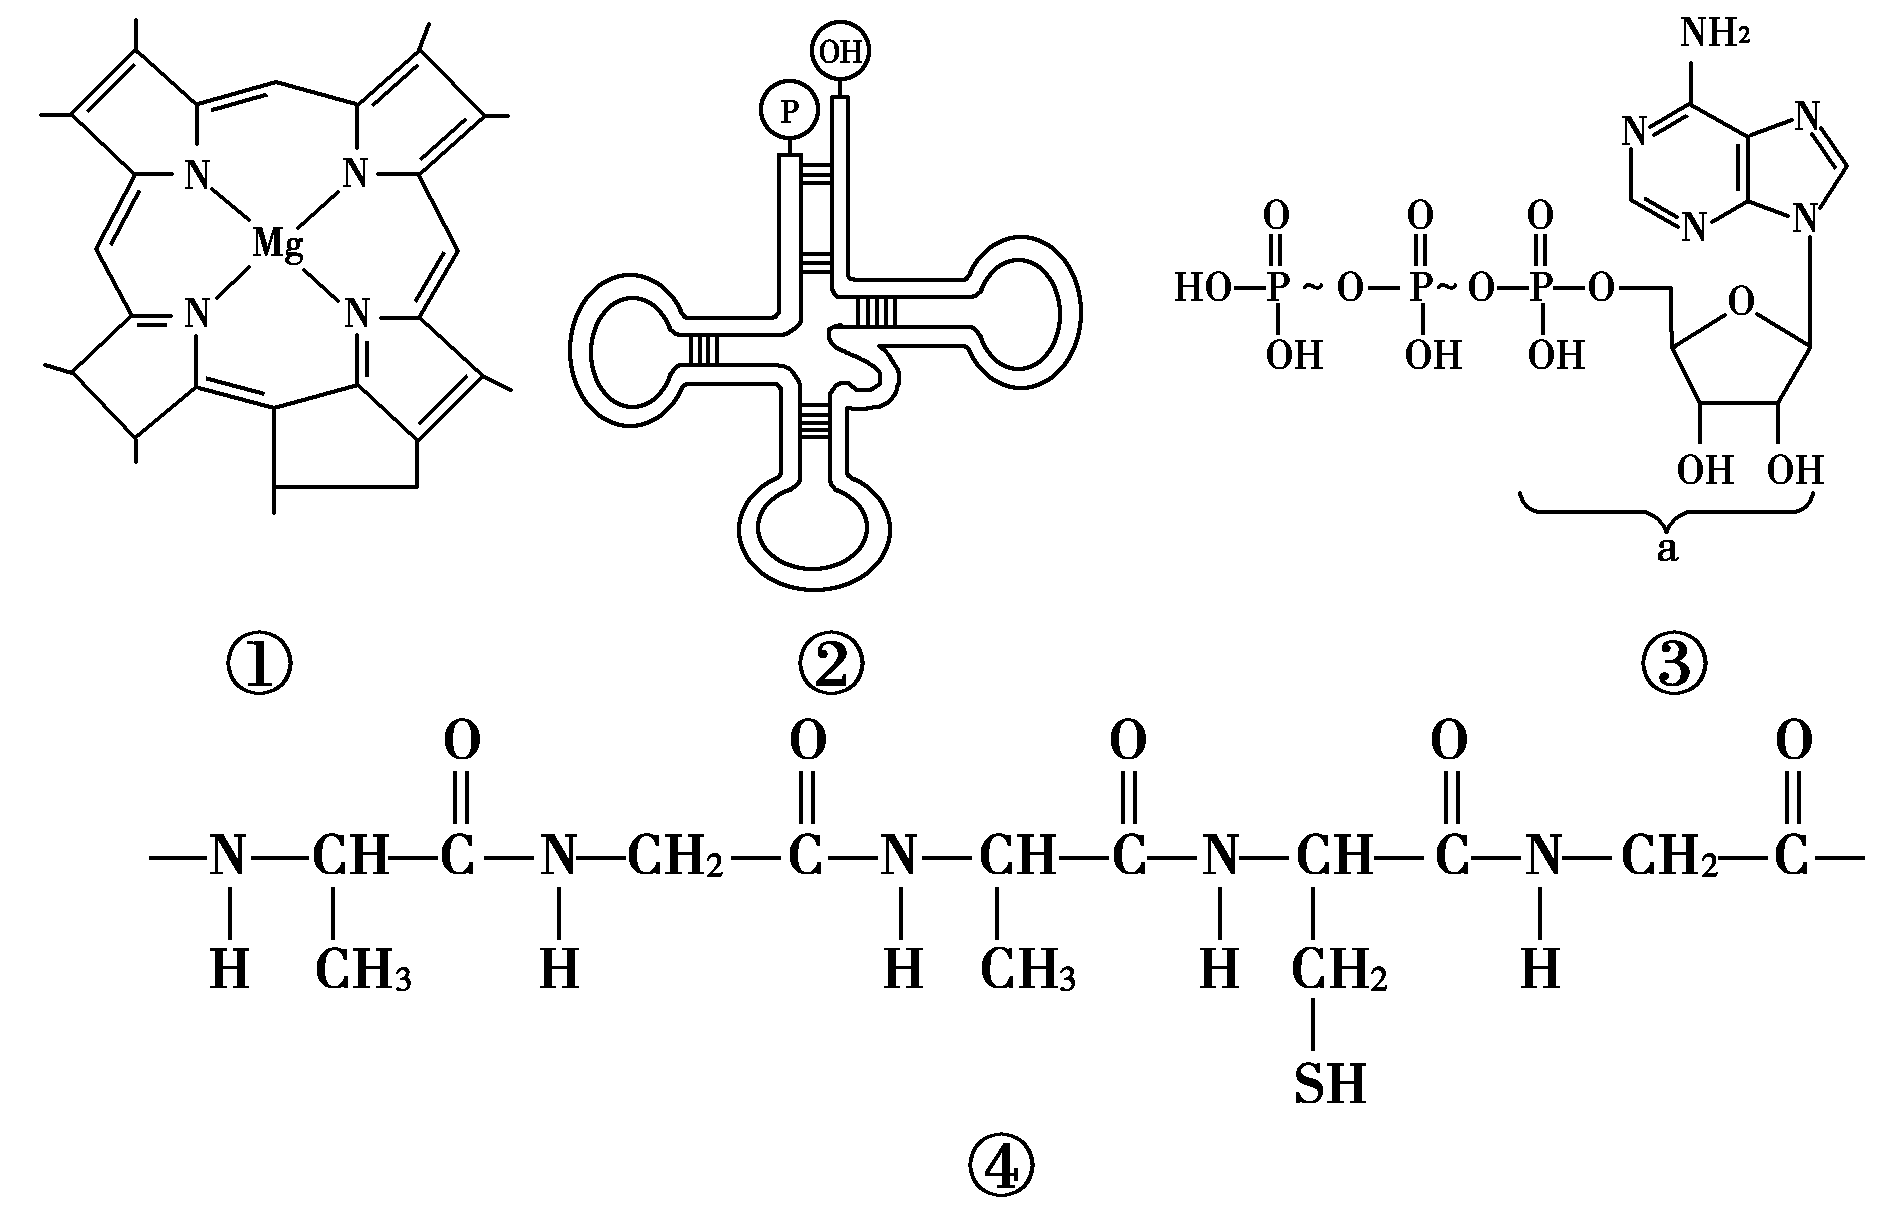 N N
Mg
N N
①
OH
P
②
NH2
N N
N N
O O O
HO P ~ O P ~ O P O O
OH OH OH
OH OH
a
③
O O O O O
N CH C N CH2 C N CH C N CH C N CH2 C
H CH3 H H CH3 H CH2 H
SH
④